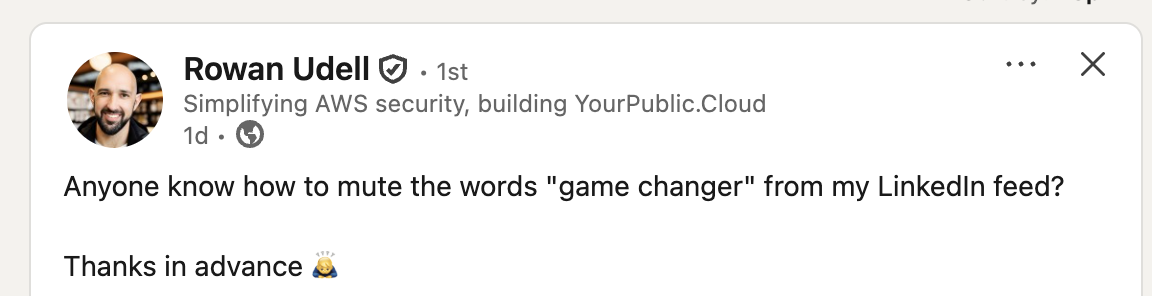 Rowan Udell · 1st
Simplifying AWS security, building YourPublic.Cloud
1d ·
Anyone know how to mute the words "game changer" from my LinkedIn feed?
Thanks in advance 🙇